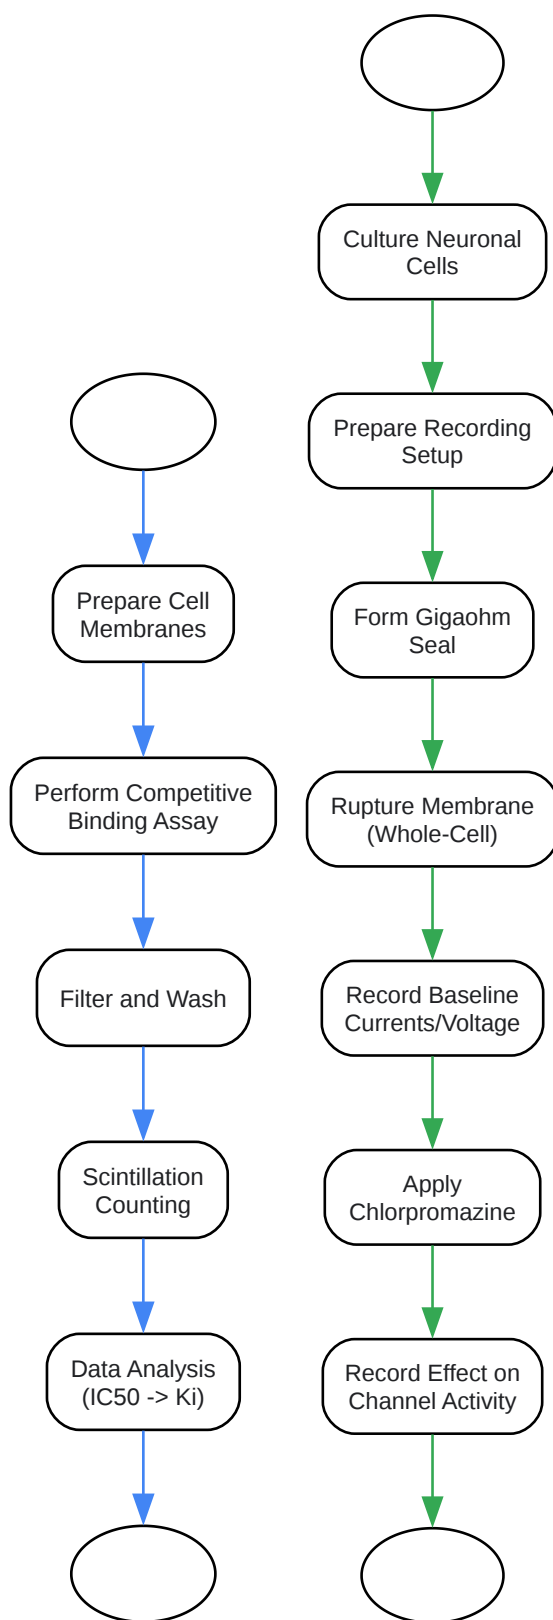 Prepare Cell
Membranes
Perform Competitive
Binding Assay
Filter and Wash
Scintillation
Counting
Data Analysis
(IC50 -> Ki)
Culture Neuronal
Cells
Prepare Recording
Setup
Form Gigaohm
Seal
Rupture Membrane
(Whole-Cell)
Record Baseline
Currents/Voltage
Apply
Chlorpromazine
Record Effect on
Channel Activity